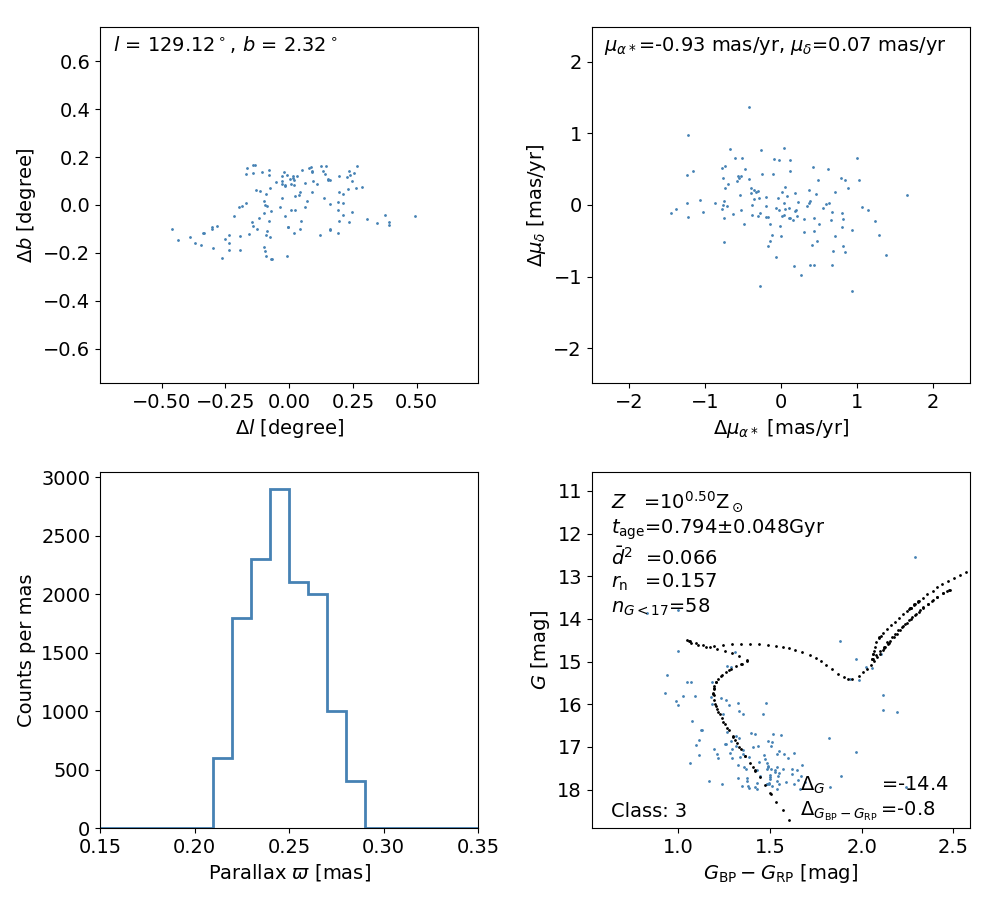 l = 129.12°, b = 2.32°
0.6
0.4
0.2
0.0
−0.2
−0.4
−0.6
Δb [degree]
−0.50 −0.25 0.00 0.25 0.50
Δl [degree]
μα*=-0.93 mas/yr, μδ=0.07 mas/yr
2
1
0
−1
−2
Δμδ [mas/yr]
−2 −1 0 1 2
Δμα* [mas/yr]
3000
2500
2000
1500
1000
500
0
Counts per mas
0.15 0.20 0.25 0.30 0.35
Parallax ϖ [mas]
11
12
13
14
15
16
17
18
G [mag]
Z =10^0.50 Z⊙
t_age=0.794±0.048Gyr
d̄² =0.066
r_n =0.157
n_G<17=58
Δ_G =-14.4
Δ_G_BP−G_RP =-0.8
Class: 3
1.0 1.5 2.0 2.5
G_BP − G_RP [mag]